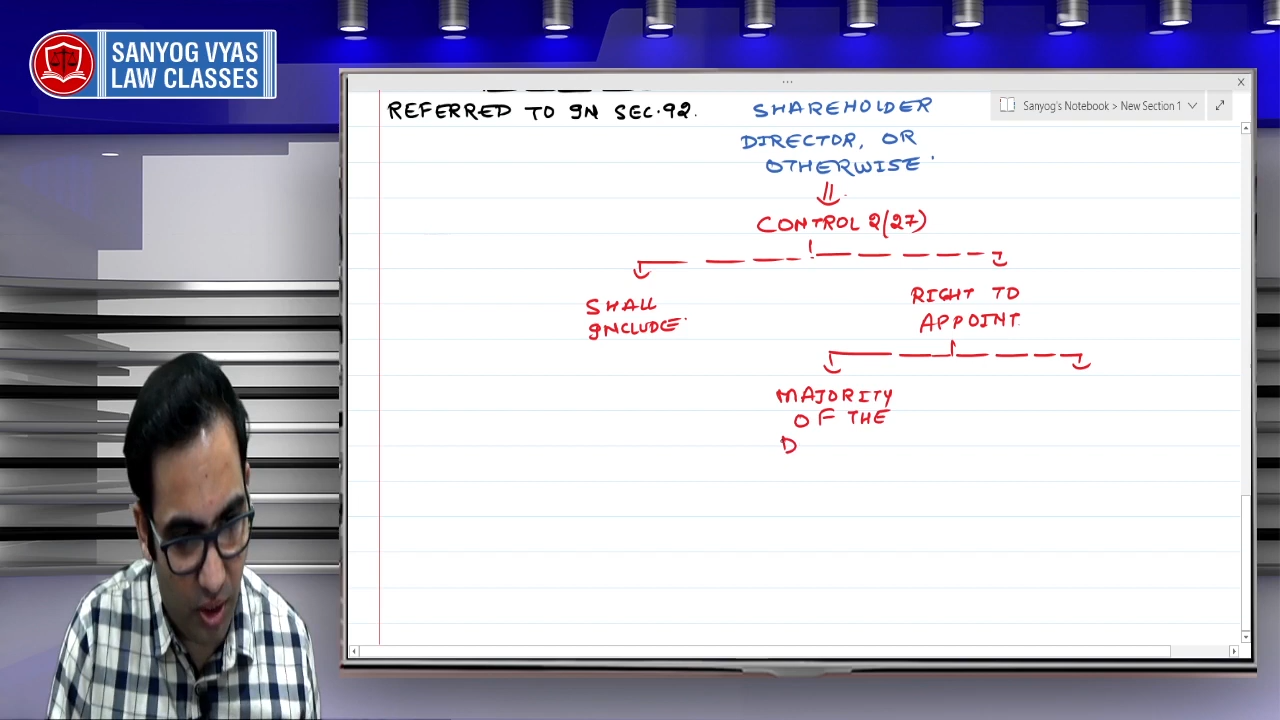 SANYOG VYAS
LAW CLASSES
Sanyog's Notebook > New Section 1
REFERRED TO IN SEC.92.
SHAREHOLDER
DIRECTOR, OR
OTHERWISE.
CONTROL 2(27)
SHALL
INCLUDE.
RIGHT TO
APPOINT
MAJORITY
OF THE
D